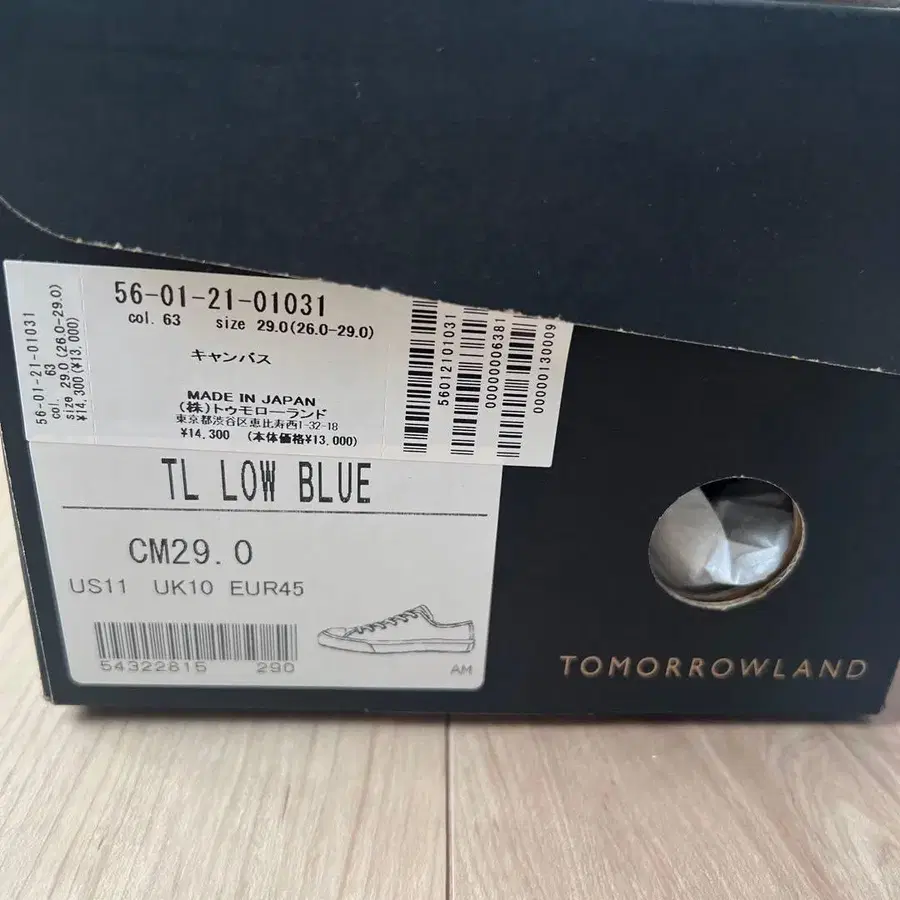 56-01-21-01031
col. 63 size 29.0(26.0-29.0)
キャンバス
MADE IN JAPAN
(株)トゥモローランド
東京都渋谷区恵比寿西1-32-18
¥14,300 (本体価格¥13,000)
56-01-21-01031
col. 63
size 29.0 (26.0-29.0)
¥14,300(¥13,000)
56012101031
0000000006381
00000130009
TL LOW BLUE
CM29.0
US11 UK10 EUR45
54322815 290
AM
TOMORROWLAND